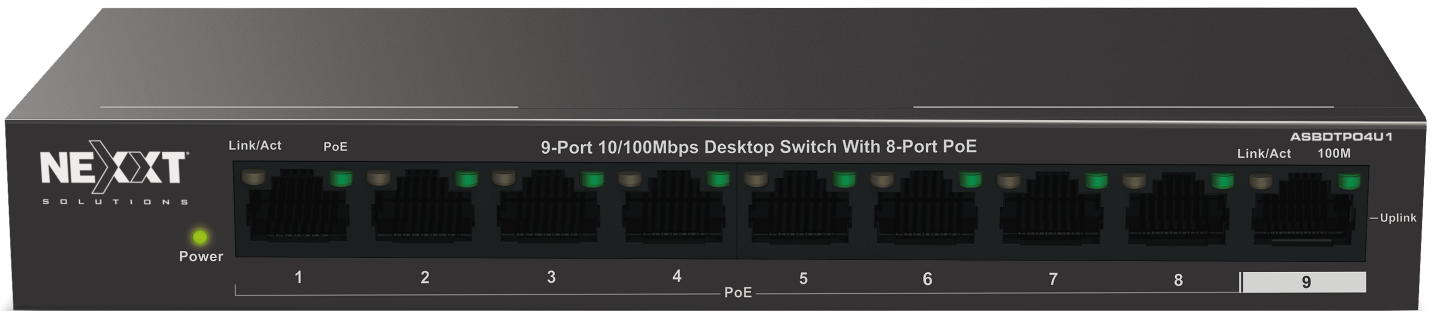 ASBDTPO4U1
9-Port 10/100Mbps Desktop Switch With 8-Port PoE
Link/Act PoE
Link/Act 100M
NEXXT
SOLUTIONS
Uplink
Power
1 2 3 4 5 6 7 8 9
PoE